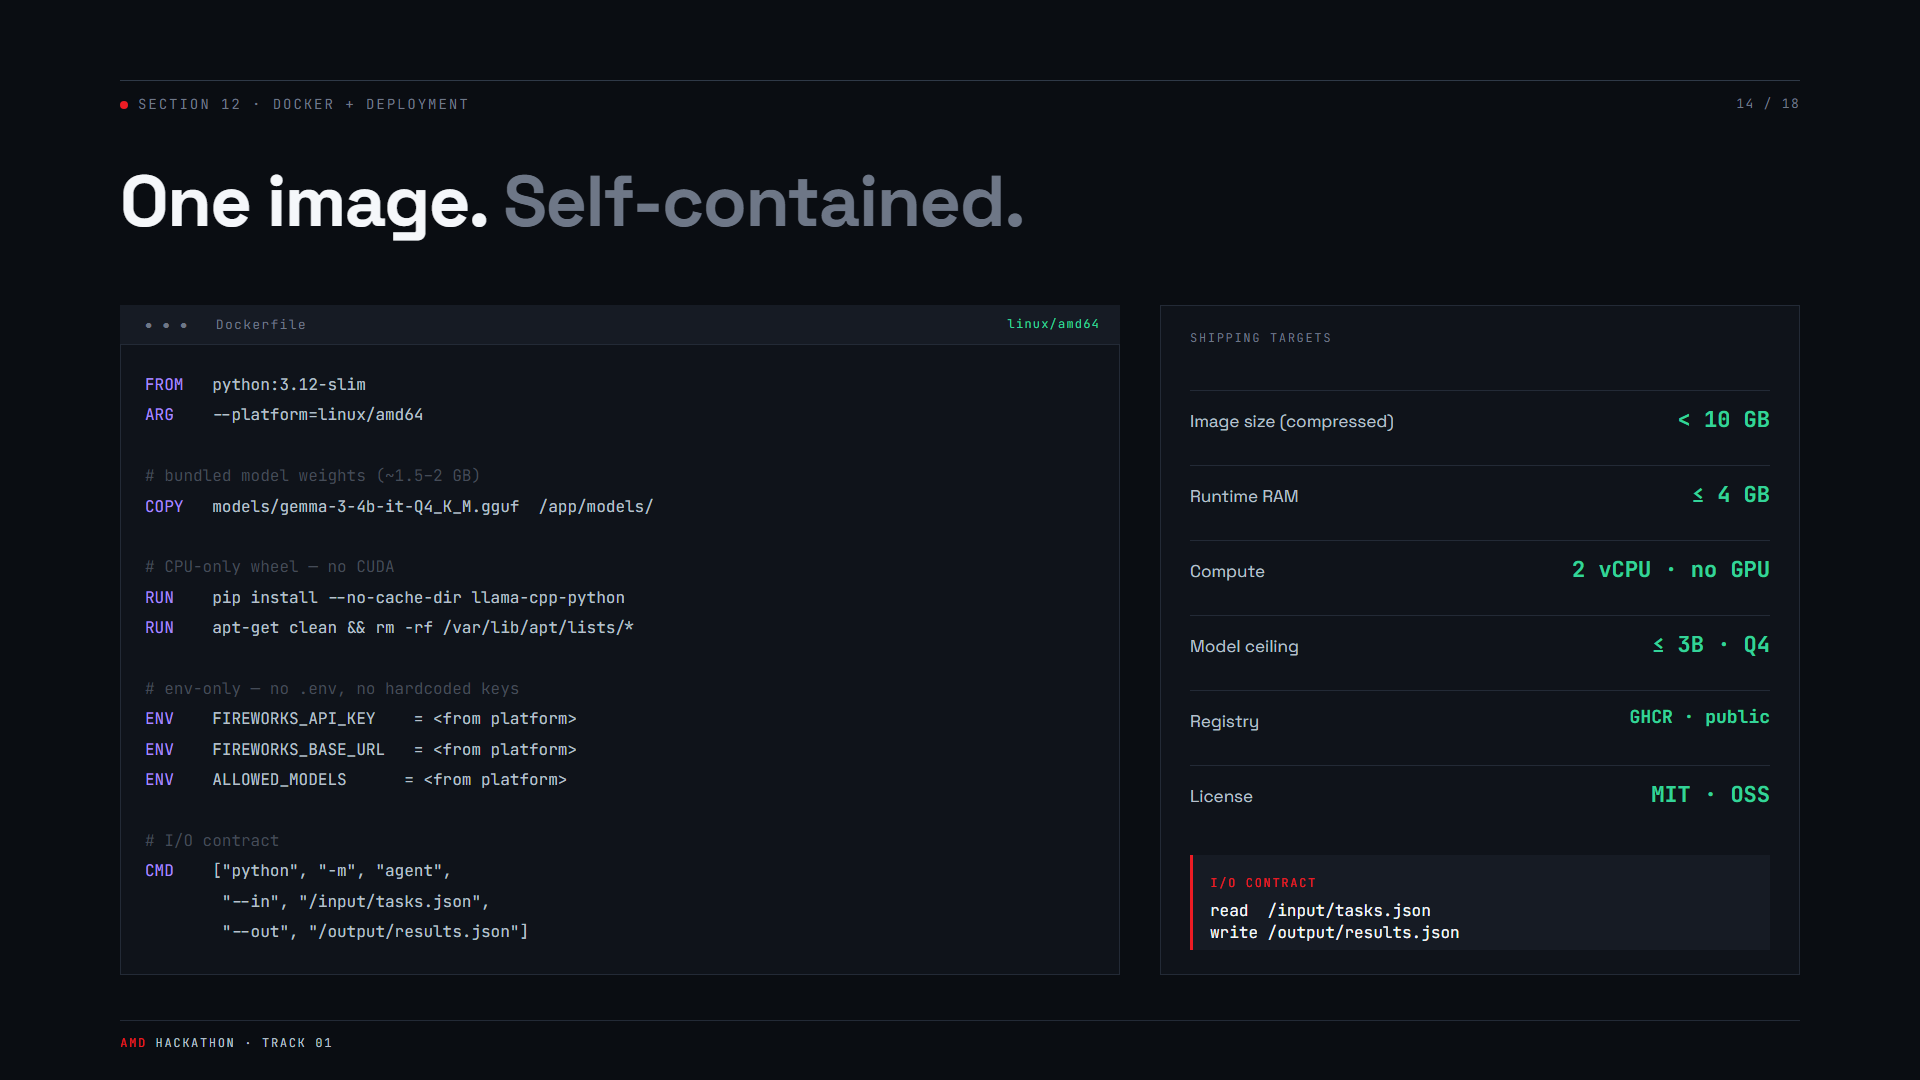 SECTION 12 · DOCKER + DEPLOYMENT
14 / 18
One image. Self-contained.
Dockerfile
linux/amd64
FROM python:3.12-slim
ARG --platform=linux/amd64
# bundled model weights (~1.5–2 GB)
COPY models/gemma-3-4b-it-Q4_K_M.gguf /app/models/
# CPU-only wheel — no CUDA
RUN pip install --no-cache-dir llama-cpp-python
RUN apt-get clean && rm -rf /var/lib/apt/lists/*
# env-only — no .env, no hardcoded keys
ENV FIREWORKS_API_KEY = <from platform>
ENV FIREWORKS_BASE_URL = <from platform>
ENV ALLOWED_MODELS = <from platform>
# I/O contract
CMD ["python", "-m", "agent",
"--in", "/input/tasks.json",
"--out", "/output/results.json"]
SHIPPING TARGETS
Image size (compressed) < 10 GB
Runtime RAM ≤ 4 GB
Compute 2 vCPU · no GPU
Model ceiling ≤ 3B · Q4
Registry GHCR · public
License MIT · OSS
I/O CONTRACT
read /input/tasks.json
write /output/results.json
AMD HACKATHON · TRACK 01